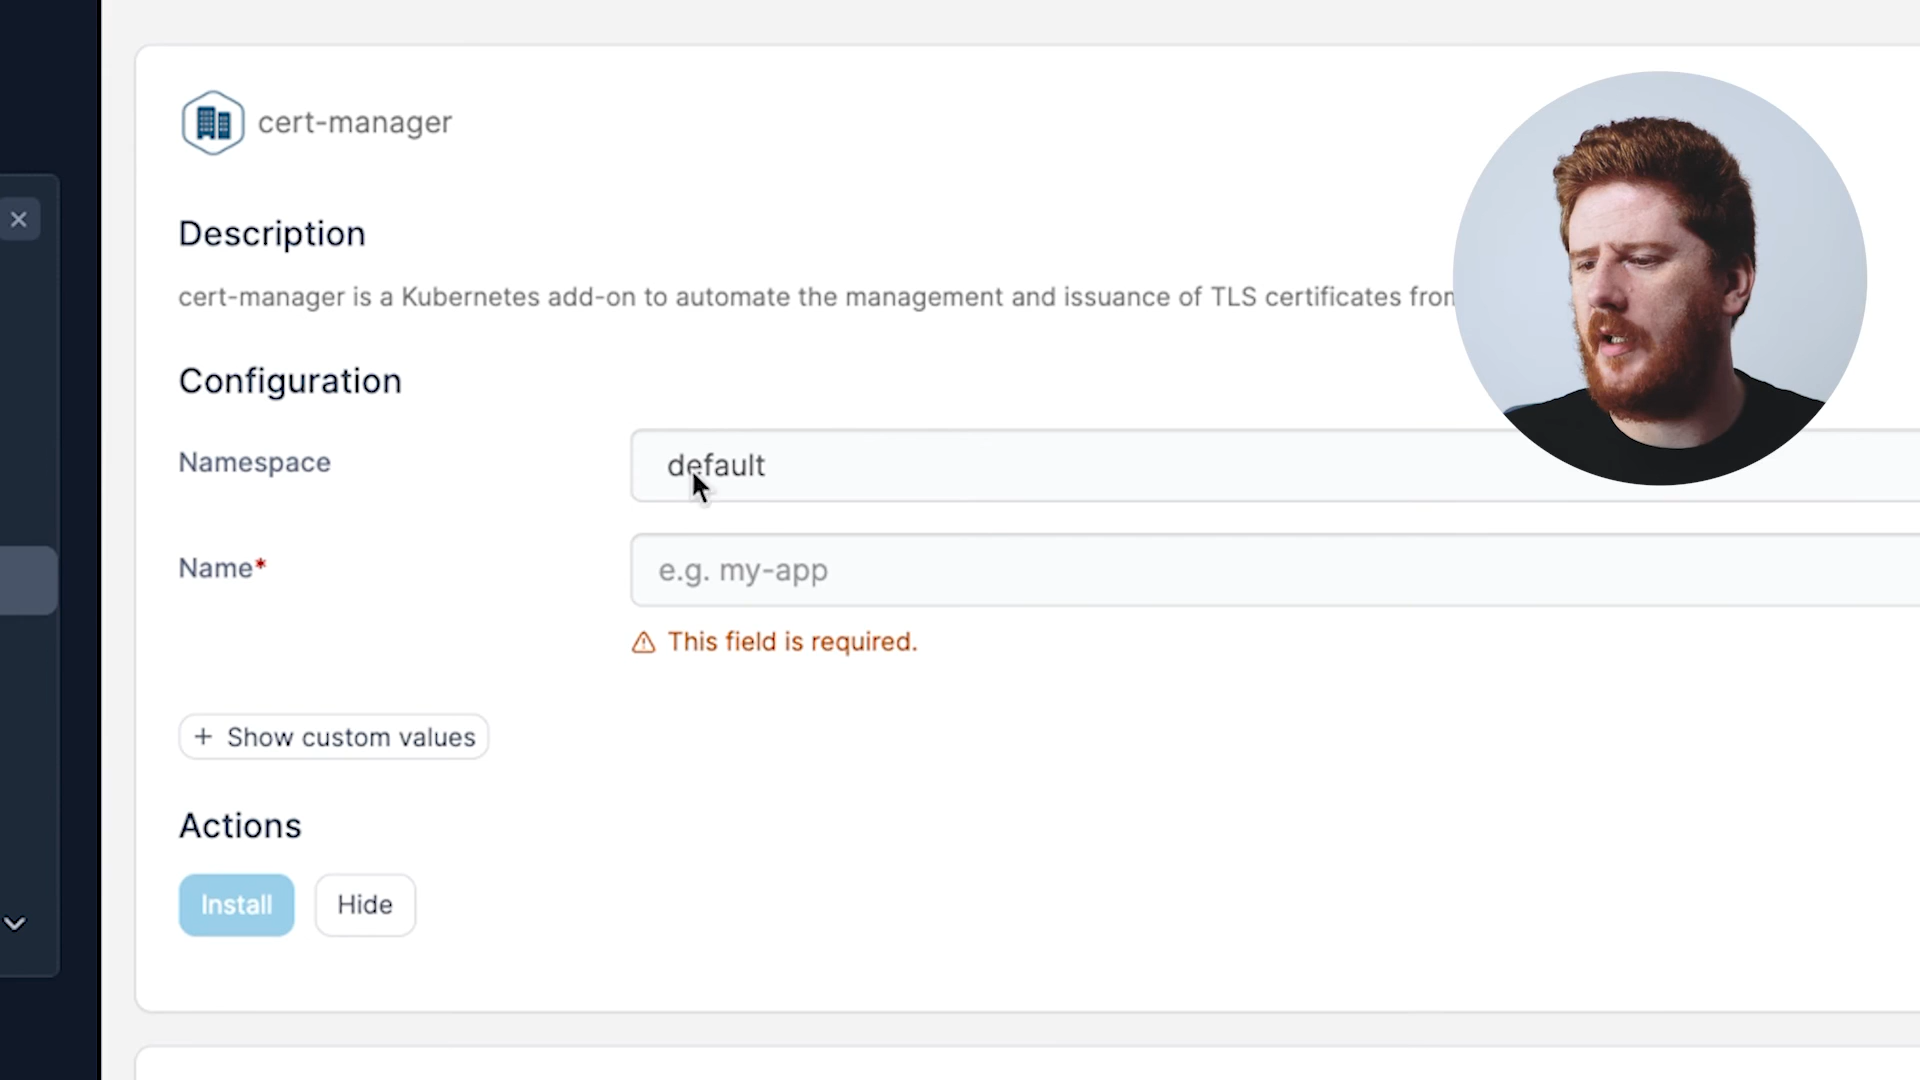 cert-manager
Description
cert-manager is a Kubernetes add-on to automate the management and issuance of TLS certificates from
Configuration
Namespace
default
Name*
e.g. my-app
This field is required.
+ Show custom values
Actions
Install
Hide